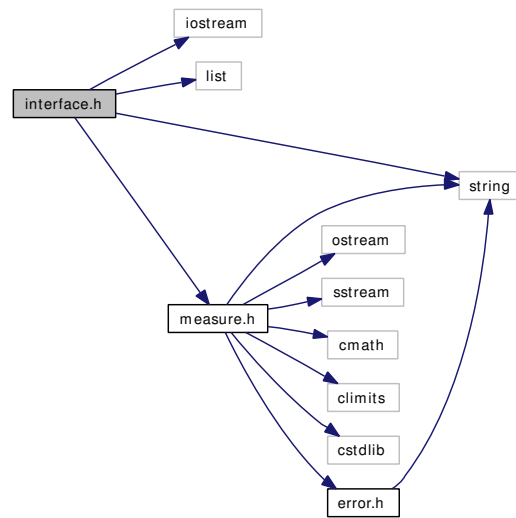 iostream
list
interface.h
string
ostream
sstream
measure.h
cmath
climits
cstdlib
error.h